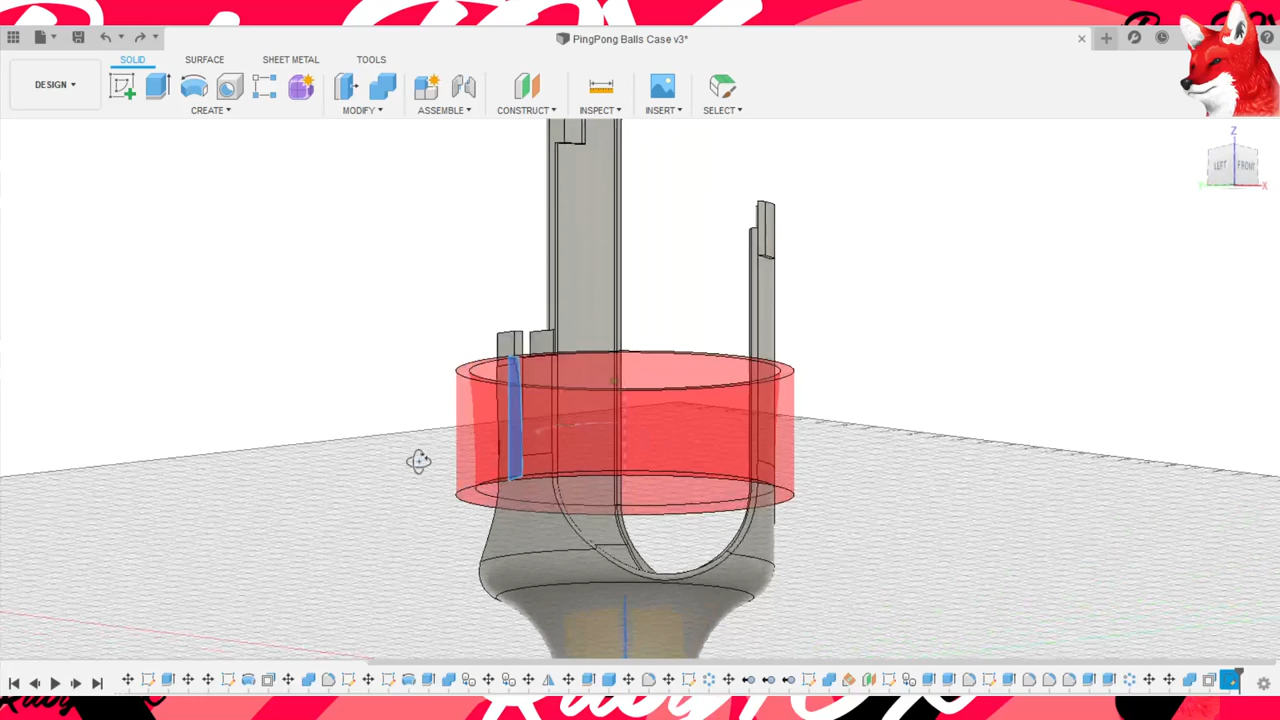 PingPong Balls Case v3*
SOLID SURFACE SHEET METAL TOOLS
DESIGN
CREATE MODIFY ASSEMBLE CONSTRUCT INSPECT INSERT SELECT
Z
LEFT FRONT
Y X